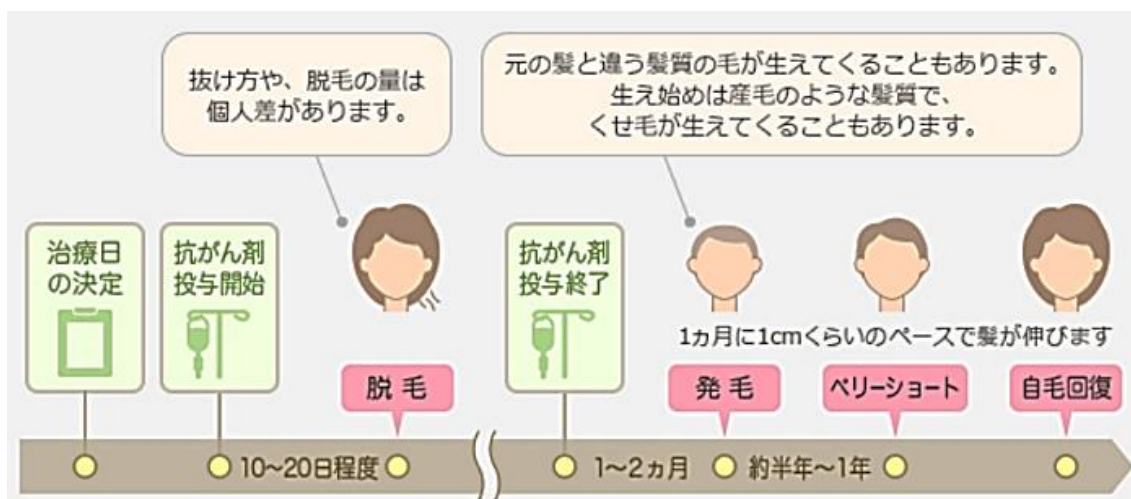 抜け方や、脱毛の量は
個人差があります。
元の髪と違う髪質の毛が生えてくることもあります。
生え始めは産毛のような髪質で、
くせ毛が生えてくることもあります。
治療日
の決定
抗がん剤
投与開始
抗がん剤
投与終了
1ヵ月に1cmくらいのペースで髪が伸びます
脱毛
発毛
ベリーショート
自毛回復
10～20日程度
1～2ヵ月
約半年～1年